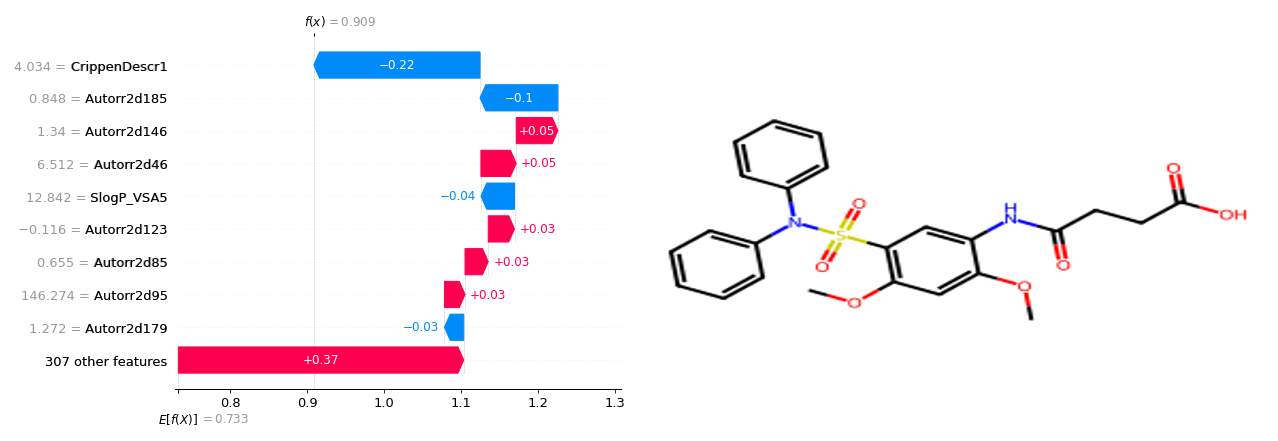 f(x) = 0.909
4.034 = CrippenDescr1
−0.22
0.848 = Autorr2d185
−0.1
1.34 = Autorr2d146
+0.05
6.512 = Autorr2d46
+0.05
12.842 = SlogP_VSA5
−0.04
−0.116 = Autorr2d123
+0.03
0.655 = Autorr2d85
+0.03
146.274 = Autorr2d95
+0.03
1.272 = Autorr2d179
−0.03
307 other features
+0.37
0.8 0.9 1.0 1.1 1.2 1.3
E[f(X)] = 0.733
O
OH
H
N
O
N
S
O
O
O
O
O